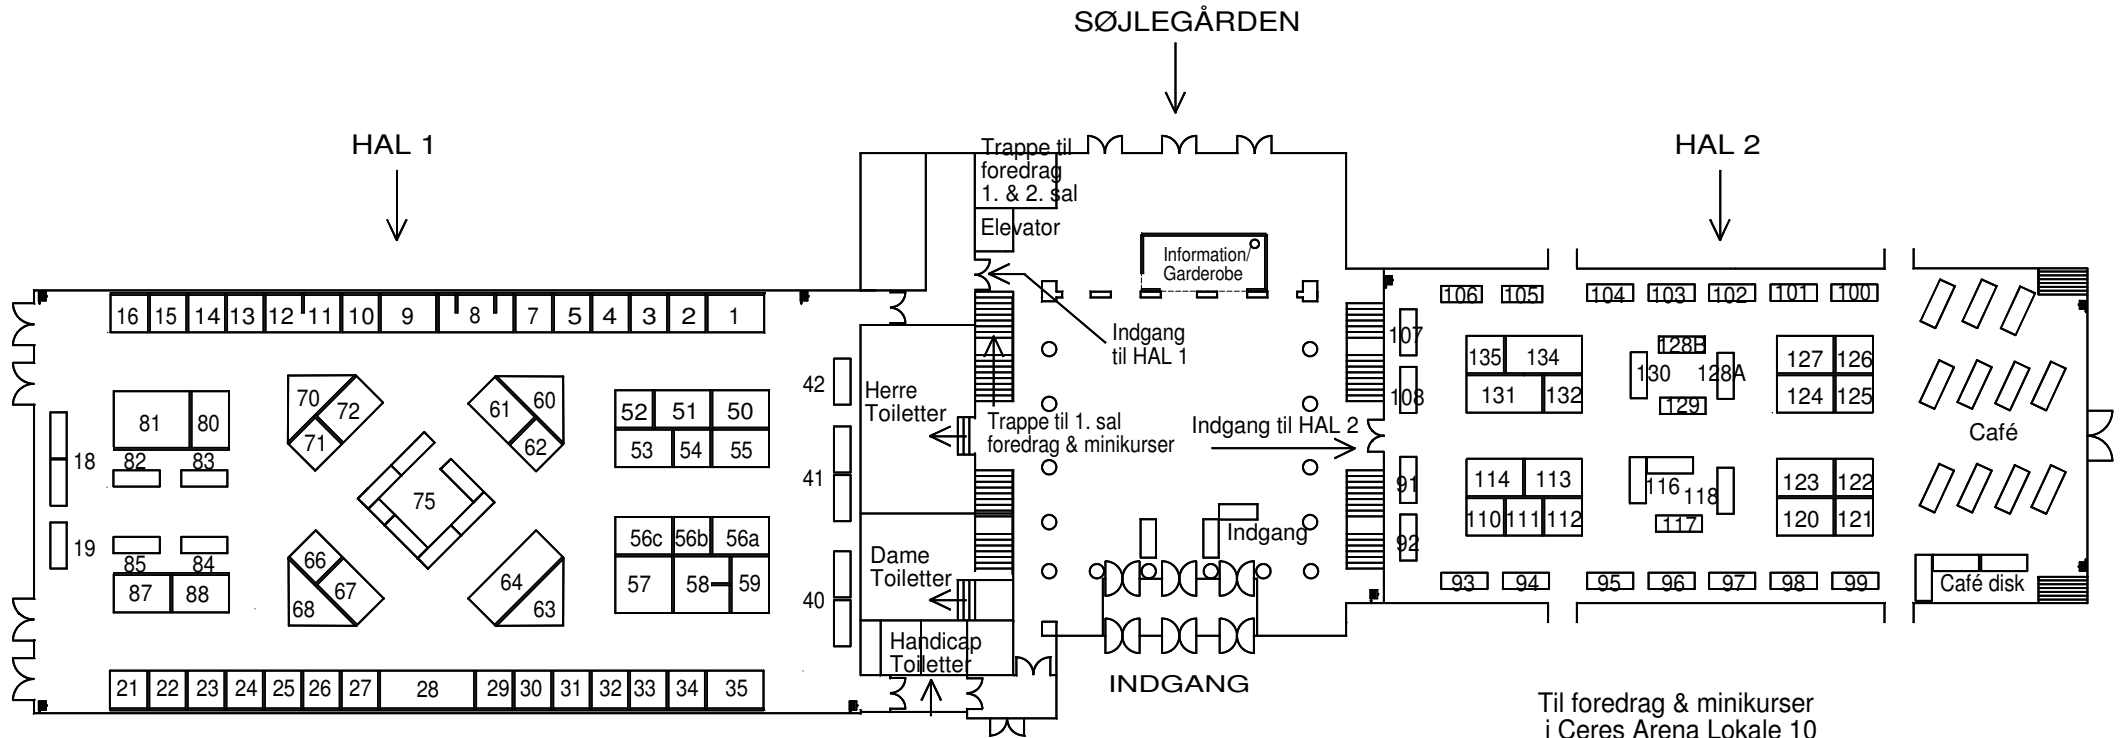 SØJLEGÅRDEN
HAL 1
HAL 2
Trappe til
foredrag
1. & 2. sal
Elevator
Information/
Garderobe
Indgang
til HAL 1
16 15 14 13 12 11 10 9 8 7 5 4 3 2 1
42
41
40
18
19
81 80
82 83
85 84
87 88
70 72
71
61 60
62
75
66
67
68
64
63
52 51 50
53 54 55
56c 56b 56a
57 58 59
21 22 23 24 25 26 27 28 29 30 31 32 33 34 35
Herre
Toiletter
Trappe til 1. sal
foredrag & minikurser
Indgang til HAL 2
Dame
Toiletter
Handicap
Toiletter
Indgang
INDGANG
106 105 104 103 102 101 100
107
108
91
92
135 134
131 132
128B
130 128A
129
127 126
124 125
114 113
110 111 112
116 118
117
123 122
120 121
93 94 95 96 97 98 99
Café
Café disk
Til foredrag & minikurser
i Ceres Arena Lokale 10